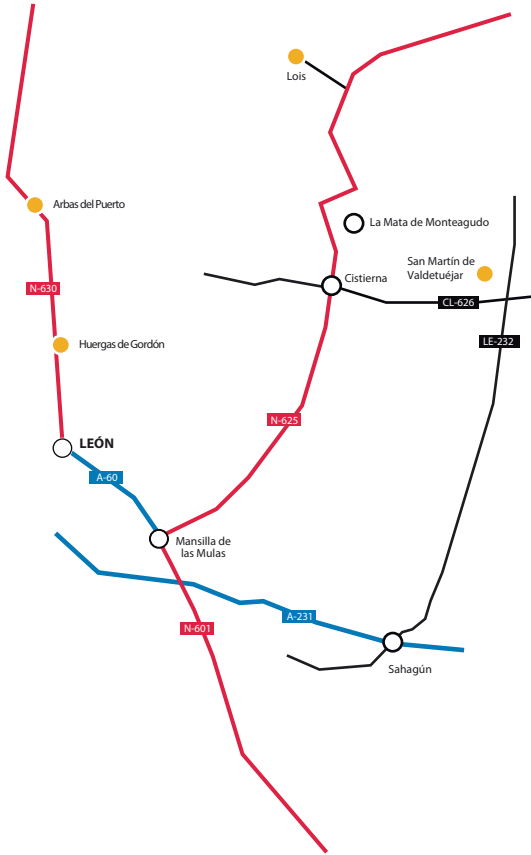 Lois
Arbas del Puerto
La Mata de Monteagudo
San Martín de
Valdetuéjar
Cistierna
N-630
CL-626
LE-232
Huergas de Gordón
N-625
LEÓN
A-60
Mansilla de
las Mulas
A-231
N-601
Sahagún